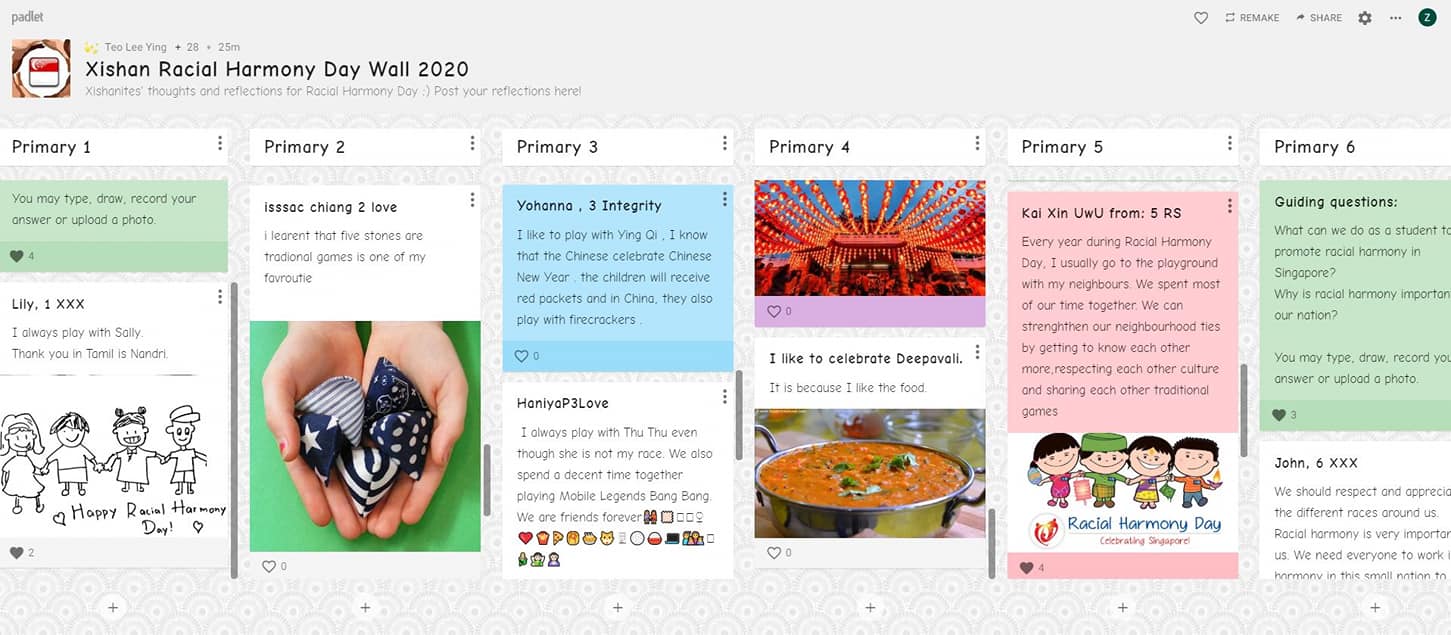 padlet
REMAKE
SHARE
Z
Teo Lee Ying + 28 • 25m
Xishan Racial Harmony Day Wall 2020
Xishanites' thoughts and reflections for Racial Harmony Day :) Post your reflections here!
Primary 1
You may type, draw, record your
answer or upload a photo.
4
Lily, 1 XXX
I always play with Sally.
Thank you in Tamil is Nandri.
Happy Racial Harmony
Day!
2
Primary 2
isssac chiang 2 love
i learent that five stones are
tradional games is one of my
favroutie
0
Primary 3
Yohanna , 3 Integrity
I like to play with Ying Qi , I know
that the Chinese celebrate Chinese
New Year . the children will receive
red packets and in China, they also
play with firecrackers .
0
HaniyaP3Love
I always play with Thu Thu even
though she is not my race. We also
spend a decent time together
playing Mobile Legends Bang Bang.
We are friends forever
Primary 4
0
I like to celebrate Deepavali.
It is because I like the food.
0
Primary 5
Kai Xin UwU from: 5 RS
Every year during Racial Harmony
Day, I usually go to the playground
with my neighbours. We spent most
of our time together. We can
strenghthen our neighbourhood ties
by getting to know each other
more,respecting each other culture
and sharing each other traditional
games
Racial Harmony Day
Celebrating Singapore!
4
Primary 6
Guiding questions:
What can we do as a student to
promote racial harmony in
Singapore?
Why is racial harmony important
our nation?
You may type, draw, record you
answer or upload a photo.
3
John, 6 XXX
We should respect and apprecia
the different races around us.
Racial harmony is very importan
us. We need everyone to work i
harmony in this small nation to